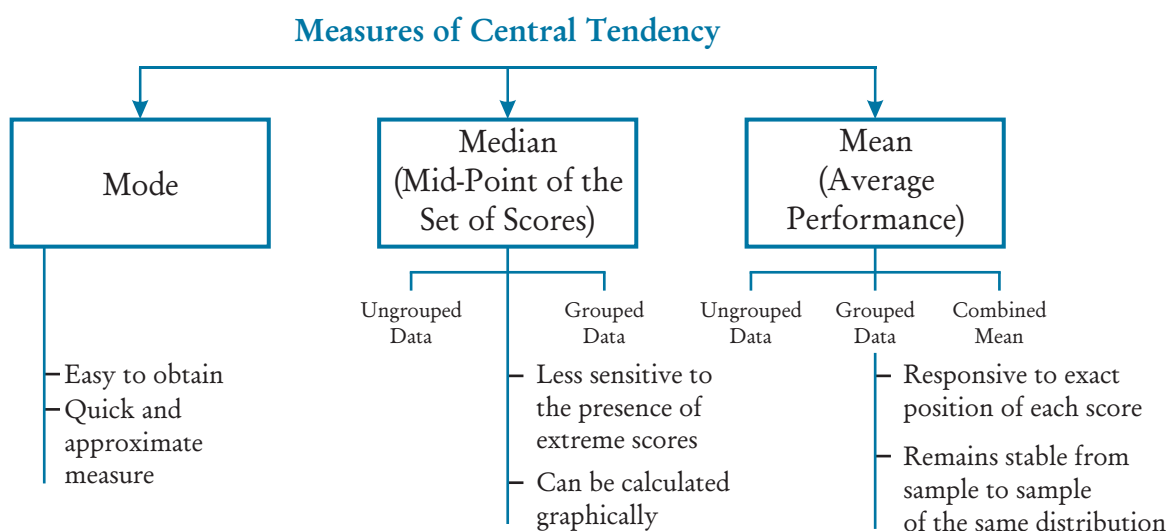 Measures of Central Tendency
Mode
Median
(Mid-Point of the
Set of Scores)
Mean
(Average
Performance)
Ungrouped
Data
Grouped
Data
Ungrouped
Data
Grouped
Data
Combined
Mean
Easy to obtain
Quick and
approximate
measure
Less sensitive to
the presence of
extreme scores
Can be calculated
graphically
Responsive to exact
position of each score
Remains stable from
sample to sample
of the same distribution